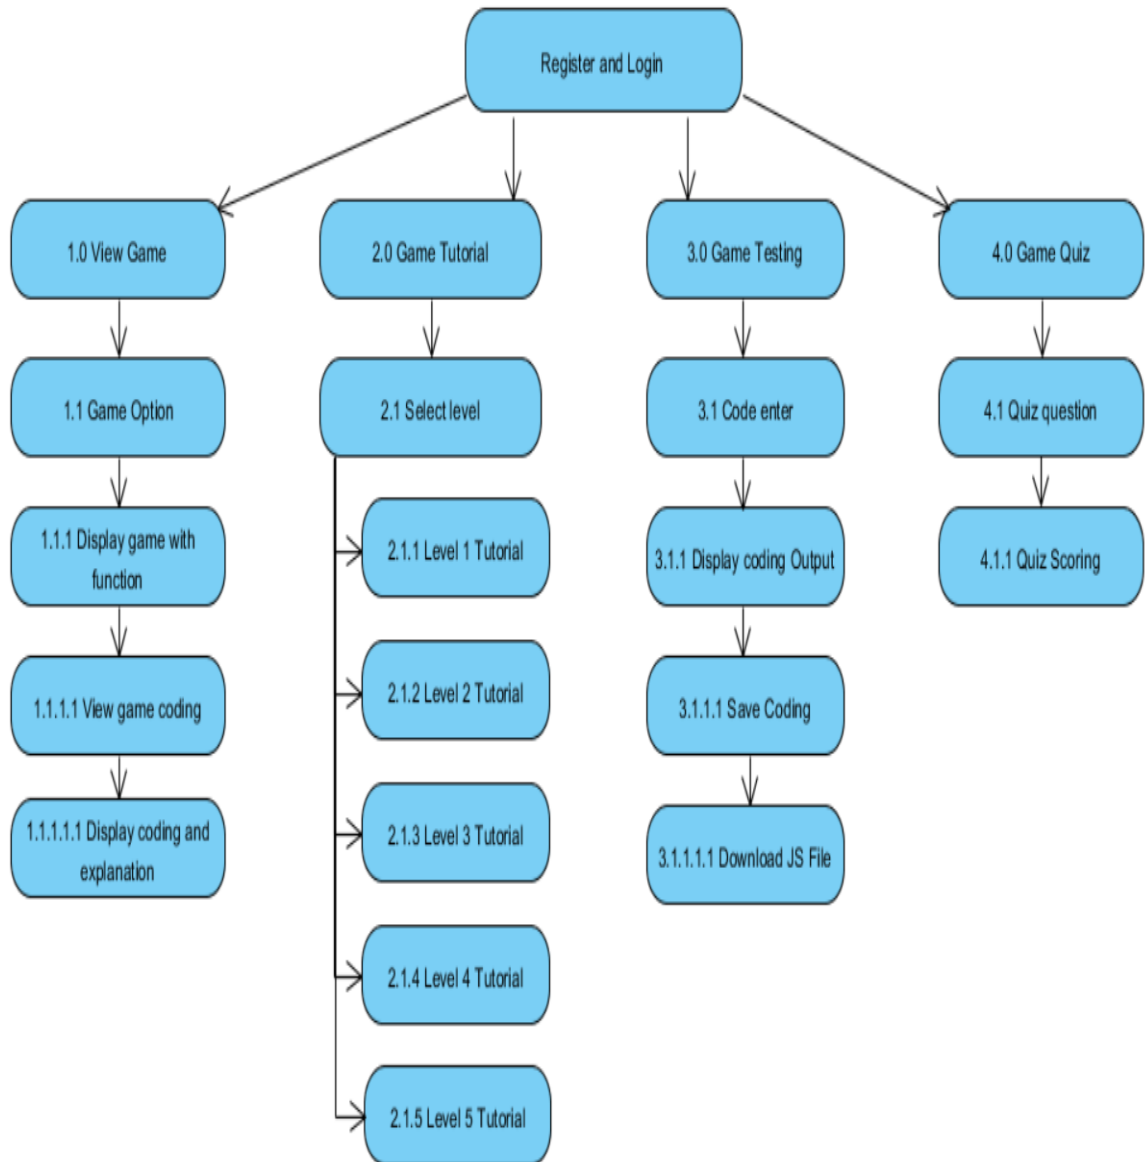 Register and Login
1.0 View Game
2.0 Game Tutorial
3.0 Game Testing
4.0 Game Quiz
1.1 Game Option
2.1 Select level
3.1 Code enter
4.1 Quiz question
1.1.1 Display game with
function
2.1.1 Level 1 Tutorial
3.1.1 Display coding Output
4.1.1 Quiz Scoring
1.1.1.1 View game coding
2.1.2 Level 2 Tutorial
3.1.1.1 Save Coding
1.1.1.1.1 Display coding and
explanation
2.1.3 Level 3 Tutorial
3.1.1.1.1 Download JS File
2.1.4 Level 4 Tutorial
2.1.5 Level 5 Tutorial